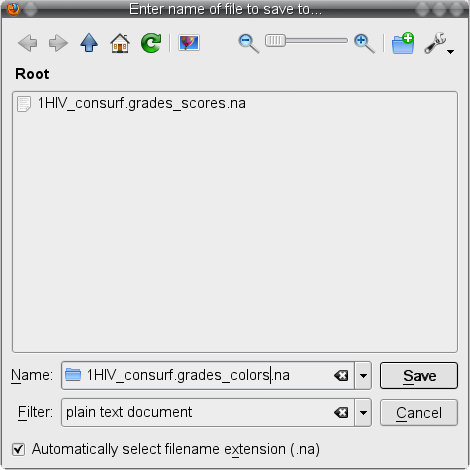 Enter name of file to save to...
Root
1HIV_consurf.grades_scores.na
Name: 1HIV_consurf.grades_colors.na Save
Filter: plain text document Cancel
Automatically select filename extension (.na)